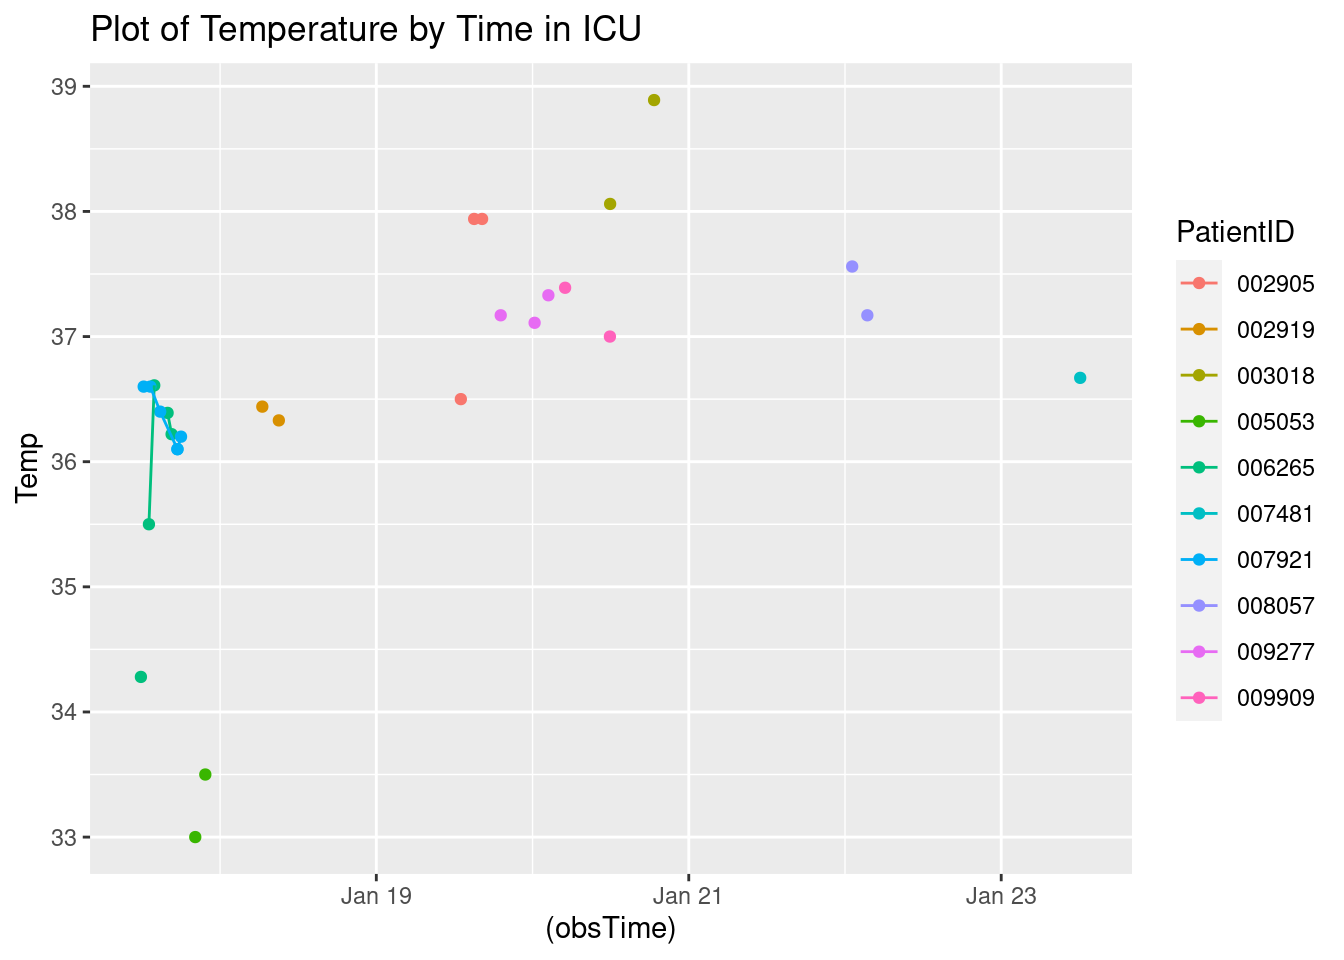 Plot of Temperature by Time in ICU
39
38
37
36
35
34
33
Temp
Jan 19
Jan 21
Jan 23
(obsTime)
PatientID
002905
002919
003018
005053
006265
007481
007921
008057
009277
009909